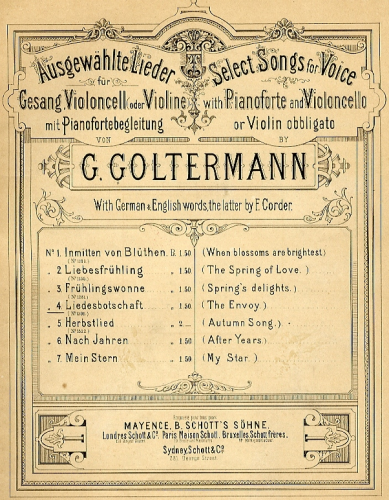 Ausgewählte Lieder
für
Gesang Violoncell oder Violine
mit Pianofortebegleitung
VON
Select Songs for Voice
with Pianoforte and Violoncello
or Violin obbligato
BY
G. GOLTERMANN
With German & English words, the latter by F. Corder.
No 1. Inmitten von Blüthen. 1.50 (When blossoms are brightest)
„ 2 Liebesfrühling „ 1.50 (The Spring of Love.)
„ 3. Frühlingswonne „ 1.50 (Spring's delights.)
„ 4. Liedesbotschaft „ 1.50 (The Envoy)
„ 5 Herbstlied „ 2 (Autumn Song,)
„ 6. Nach Jahren „ 1.50 (After Years)
„ 7. Mein Stern „ 1.50 (My Star.)
MAYENCE, B. SCHOTT'S SÖHNE.
Londres Schott & Co. Paris Maison Schott. Bruxelles. Schott frères.
Sydney, Schott & Co.
George Street